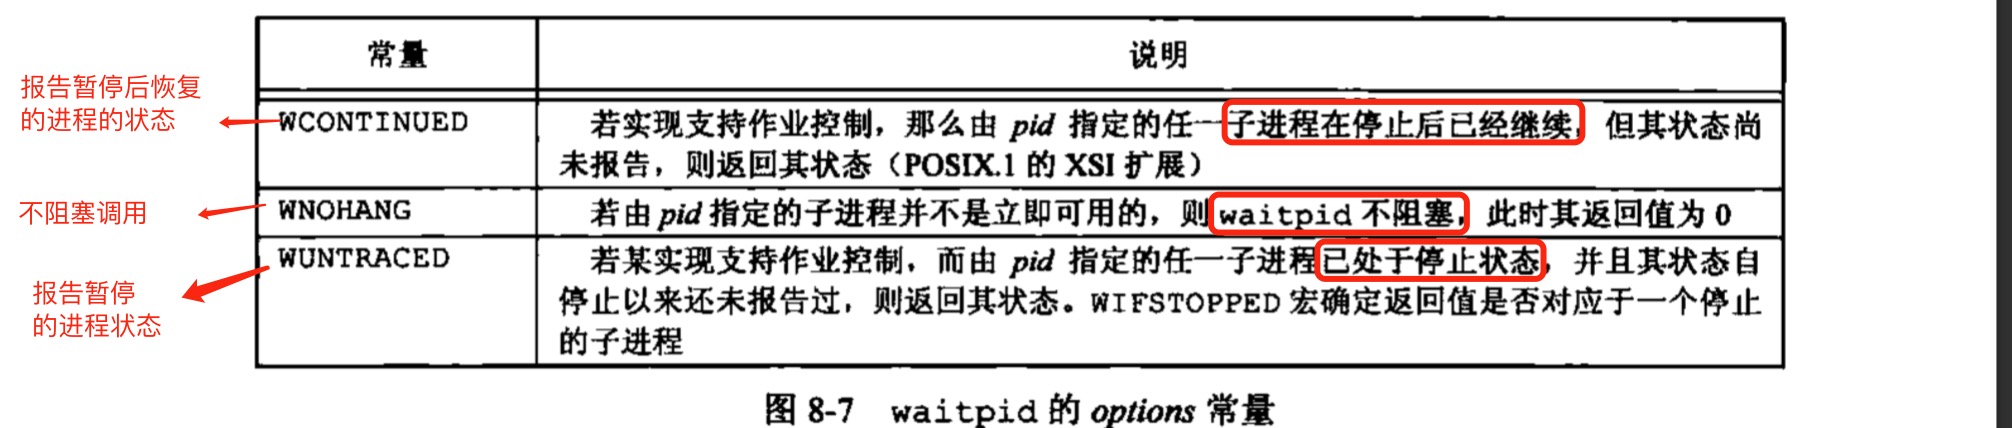 常量
说明
报告暂停后恢复
的进程的状态
WCONTINUED
若实现支持作业控制，那么由 pid 指定的任一子进程在停止后已经继续，但其状态尚
未报告，则返回其状态（POSIX.1 的 XSI 扩展）
不阻塞调用
WNOHANG
若由 pid 指定的子进程并不是立即可用的，则 waitpid 不阻塞，此时其返回值为 0
报告暂停
的进程状态
WUNTRACED
若某实现支持作业控制，而由 pid 指定的任一子进程已处于停止状态，并且其状态自
停止以来还未报告过，则返回其状态。WIFSTOPPED 宏确定返回值是否对应于一个停止
的子进程
图 8-7 waitpid 的 options 常量